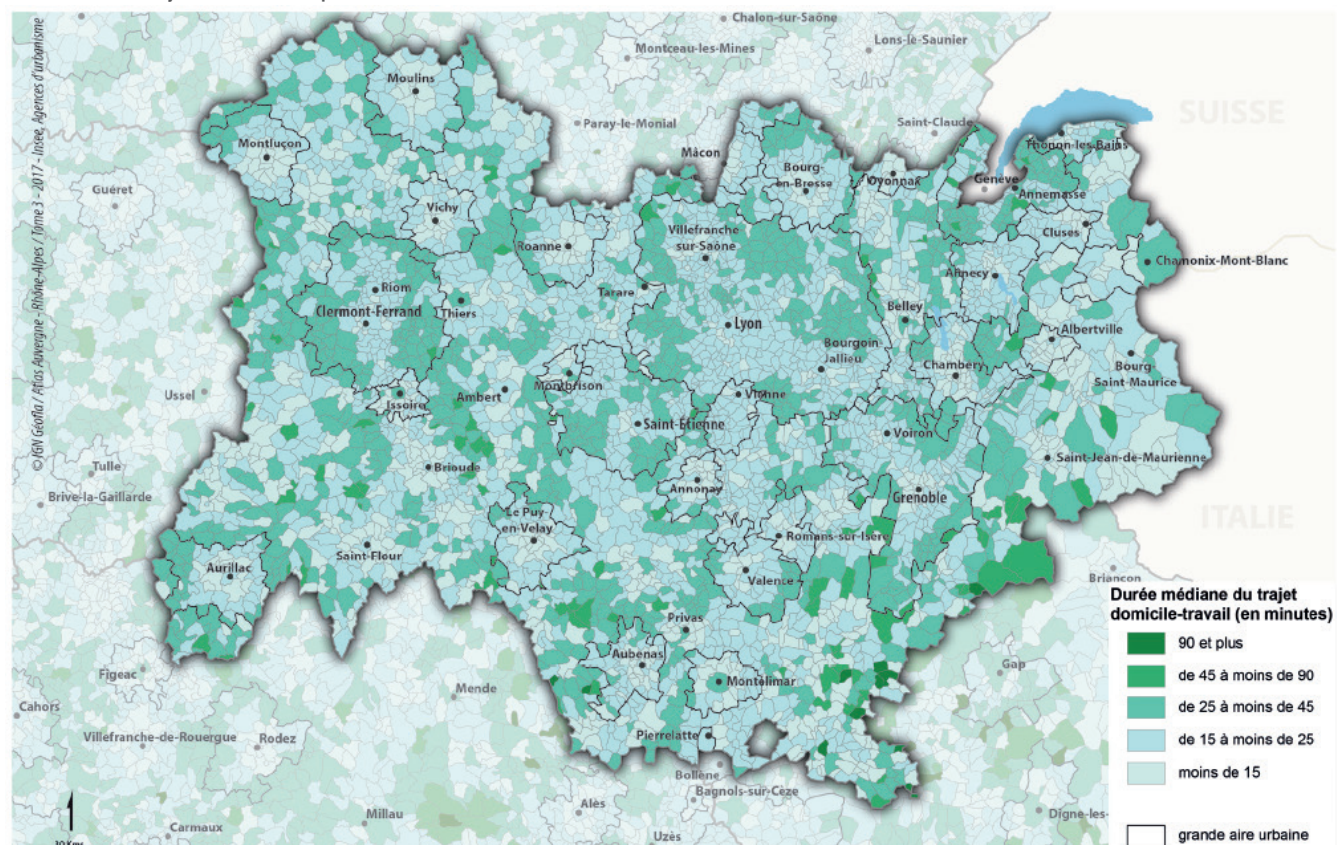 © IGN Géofla / Atlas Auvergne - Rhône-Alpes / Tome 3 - 2017 - Insee, Agences d'urbanisme
Chalon-sur-Saône
Montceau-les-Mines
Lons-le-Saunier
Moulins
SUISSE
Paray-le-Monial
Saint-Claude
Montluçon
Mâcon
Thonon-les-Bains
Bourg-
en-Bresse
Oyonnax
Genève
Guéret
Annemasse
Vichy
Cluses
Roanne
Villefranche
sur-Saône
Chamonix-Mont-Blanc
Annecy
Riom
Tarare
Clermont-Ferrand
Thiers
Belley
Lyon
Albertville
Bourgoin-
Jallieu
Chambéry
Bourg-
Saint-Maurice
Montbrison
Ussel
Issoire
Ambert
Vienne
Saint-Étienne
Voiron
Saint-Jean-de-Maurienne
Tulle
Brioude
Annonay
Grenoble
Brive-la-Gaillarde
Le Puy-
en-Velay
ITALIE
Romans-sur-Isère
Saint-Flour
Aurillac
Valence
Briançon
Privas
Aubenas
Gap
Figeac
Montélimar
Mende
Cahors
Villefranche-de-Rouergue
Rodez
Pierrelatte
Bollène
Bagnols-sur-Cèze
Alès
Millau
Digne-les-
Carmaux
Uzès
30 Kms
Durée médiane du trajet
domicile-travail (en minutes)
90 et plus
de 45 à moins de 90
de 25 à moins de 45
de 15 à moins de 25
moins de 15
grande aire urbaine